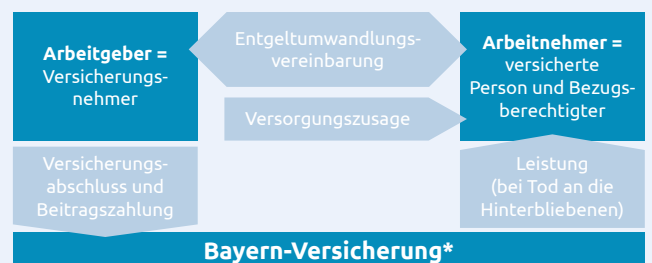 Arbeitgeber =
Versicherungs-
nehmer
Entgeltumwandlungs-
vereinbarung
Versorgungszusage
Arbeitnehmer =
versicherte
Person und Bezugs-
berechtigter
Versicherungs-
abschluss und
Beitragszahlung
Leistung
(bei Tod an die
Hinterbliebenen)
Bayern-Versicherung*